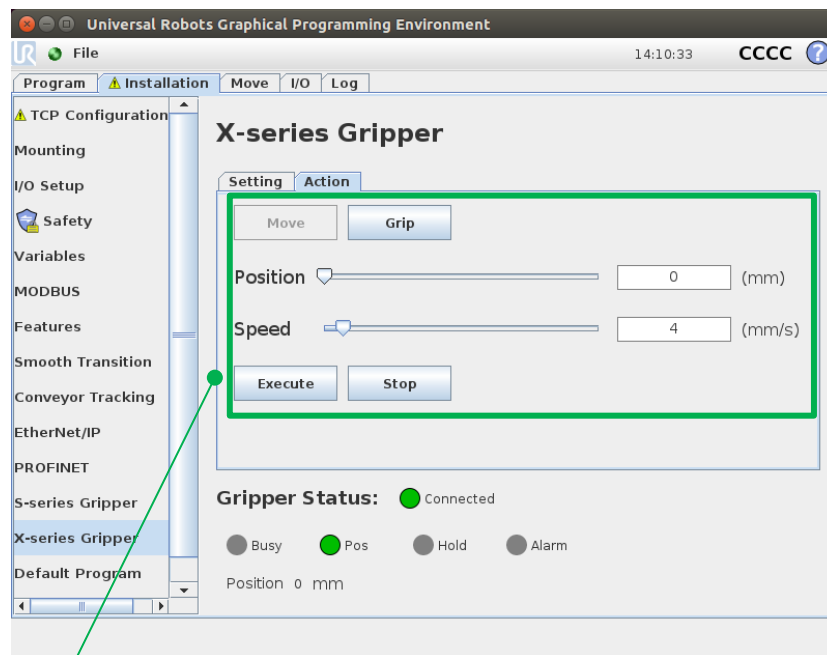 Universal Robots Graphical Programming Environment
UR File 14:10:33 CCCC ?
Program Installation Move I/O Log
TCP Configuration
Mounting
I/O Setup
Safety
Variables
MODBUS
Features
Smooth Transition
Conveyor Tracking
EtherNet/IP
PROFINET
S-series Gripper
X-series Gripper
Default Program
X-series Gripper
Setting Action
Move Grip
Position 0 (mm)
Speed 4 (mm/s)
Execute Stop
Gripper Status: Connected
Busy Pos Hold Alarm
Position 0 mm